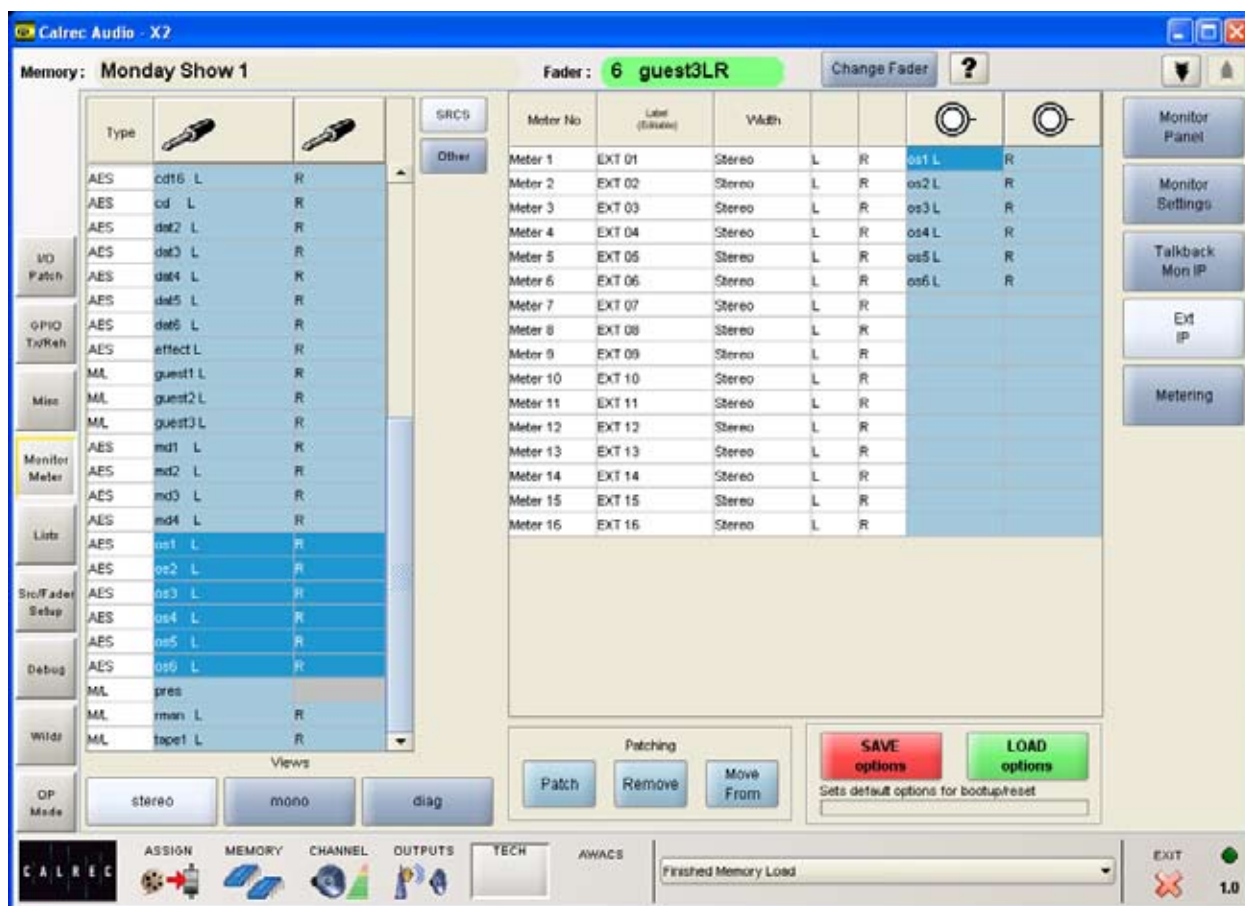 Calrec Audio - X2
Memory: Monday Show 1 Fader: 6 guest3LR Change Fader ?
Type
SRCS
Other
AES cd16 L R
AES cd L R
AES dat2 L R
AES dat3 L R
AES dat4 L R
AES dat5 L R
AES dat6 L R
AES effect L R
M/L guest1 L R
M/L guest2 L R
M/L guest3 L R
AES md1 L R
AES md2 L R
AES md3 L R
AES md4 L R
AES os1 L R
AES os2 L R
AES os3 L R
AES os4 L R
AES os5 L R
AES os6 L R
M/L pres
M/L rman L R
M/L tape1 L R
Views
stereo mono diag
Meter No Label (Editable) Width
Meter 1 EXT 01 Stereo L R os1 L R
Meter 2 EXT 02 Stereo L R os2 L R
Meter 3 EXT 03 Stereo L R os3 L R
Meter 4 EXT 04 Stereo L R os4 L R
Meter 5 EXT 05 Stereo L R os5 L R
Meter 6 EXT 06 Stereo L R os6 L R
Meter 7 EXT 07 Stereo L R
Meter 8 EXT 08 Stereo L R
Meter 9 EXT 09 Stereo L R
Meter 10 EXT 10 Stereo L R
Meter 11 EXT 11 Stereo L R
Meter 12 EXT 12 Stereo L R
Meter 13 EXT 13 Stereo L R
Meter 14 EXT 14 Stereo L R
Meter 15 EXT 15 Stereo L R
Meter 16 EXT 16 Stereo L R
Patching
Patch Remove Move From
SAVE options
LOAD options
Sets default options for bootup/reset
Monitor Panel
Monitor Settings
Talkback Mon IP
Ext IP
Metering
I/O Patch
GPIO Tx/Reh
Misc
Monitor Meter
Lists
Src/Fader Setup
Debug
Wilds
OP Mode
CALREC
ASSIGN MEMORY CHANNEL OUTPUTS TECH AWACS
Finished Memory Load
EXIT
1.0